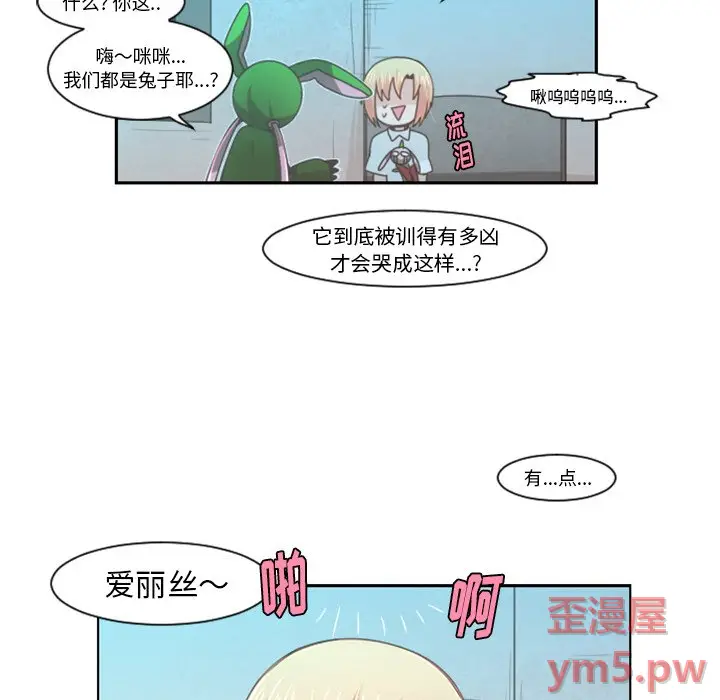 什么？你这..
嗨～咪咪...
我们都是兔子耶...?
啾呜呜呜呜...
流泪
它到底被训得有多凶
才会哭成这样...?
有...点...
爱丽丝～
啪啊
歪漫屋
ym5.pw